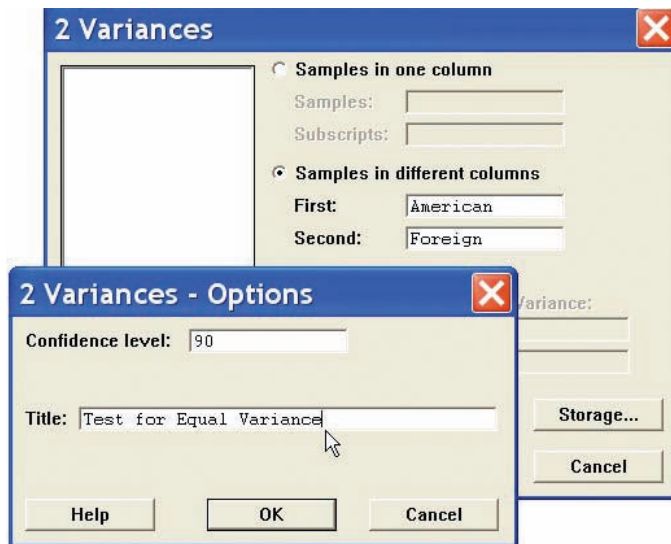 2 Variances
Samples in one column
Samples:
Subscripts:
Samples in different columns
First: American
Second: Foreign
Variance:
2 Variances - Options
Confidence level: 90
Title: Test for Equal Variance
Storage...
Cancel
Help OK Cancel